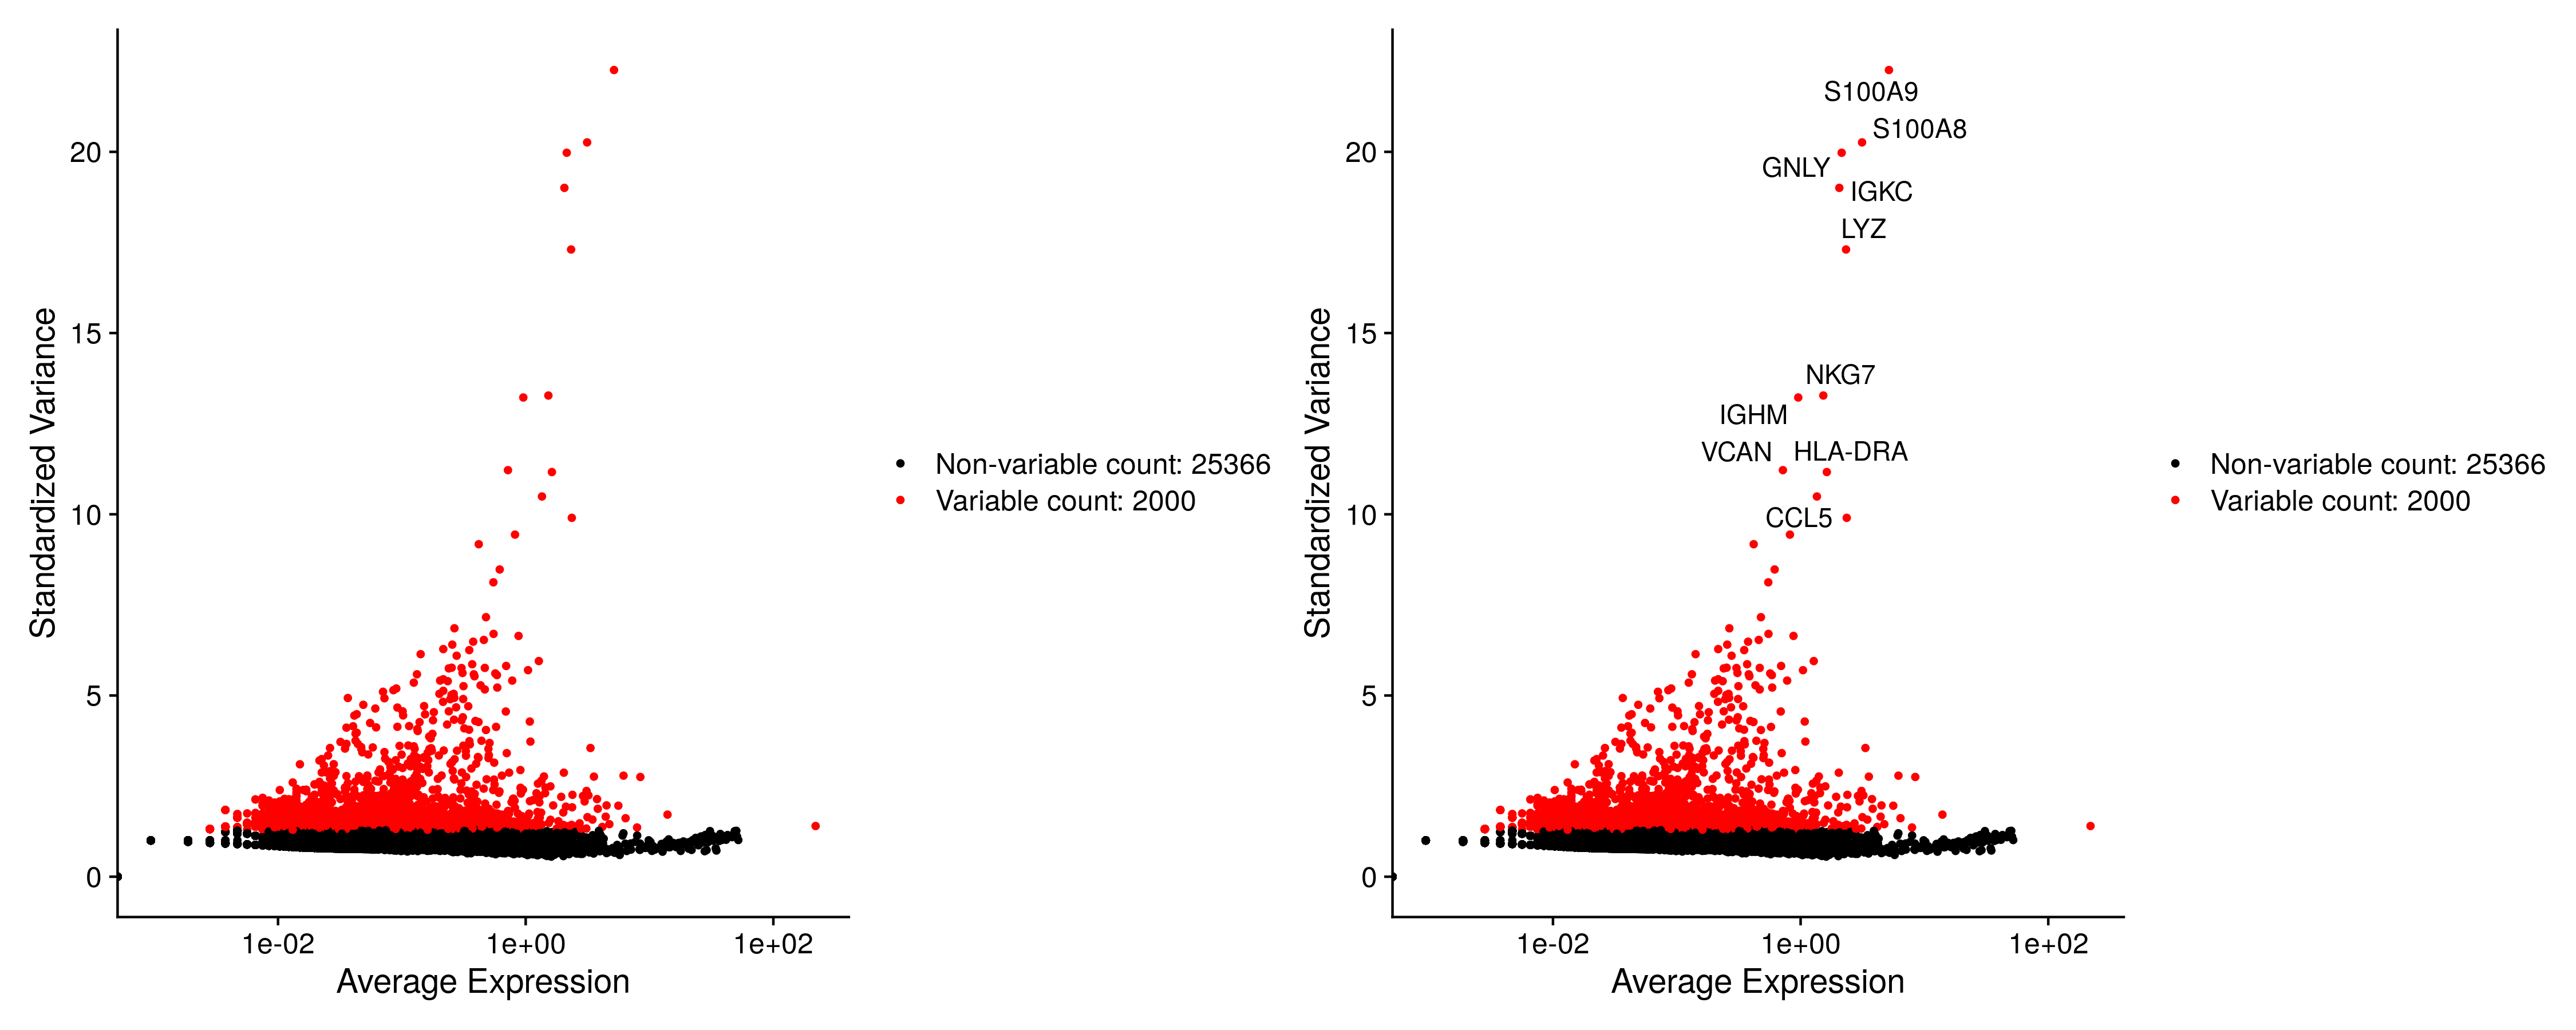 Standardized Variance
20
15
10
5
0
1e-02
1e+00
1e+02
Average Expression
Non-variable count: 25366
Variable count: 2000
Standardized Variance
20
15
10
5
0
S100A9
S100A8
GNLY
IGKC
LYZ
NKG7
IGHM
VCAN
HLA-DRA
CCL5
1e-02
1e+00
1e+02
Average Expression
Non-variable count: 25366
Variable count: 2000